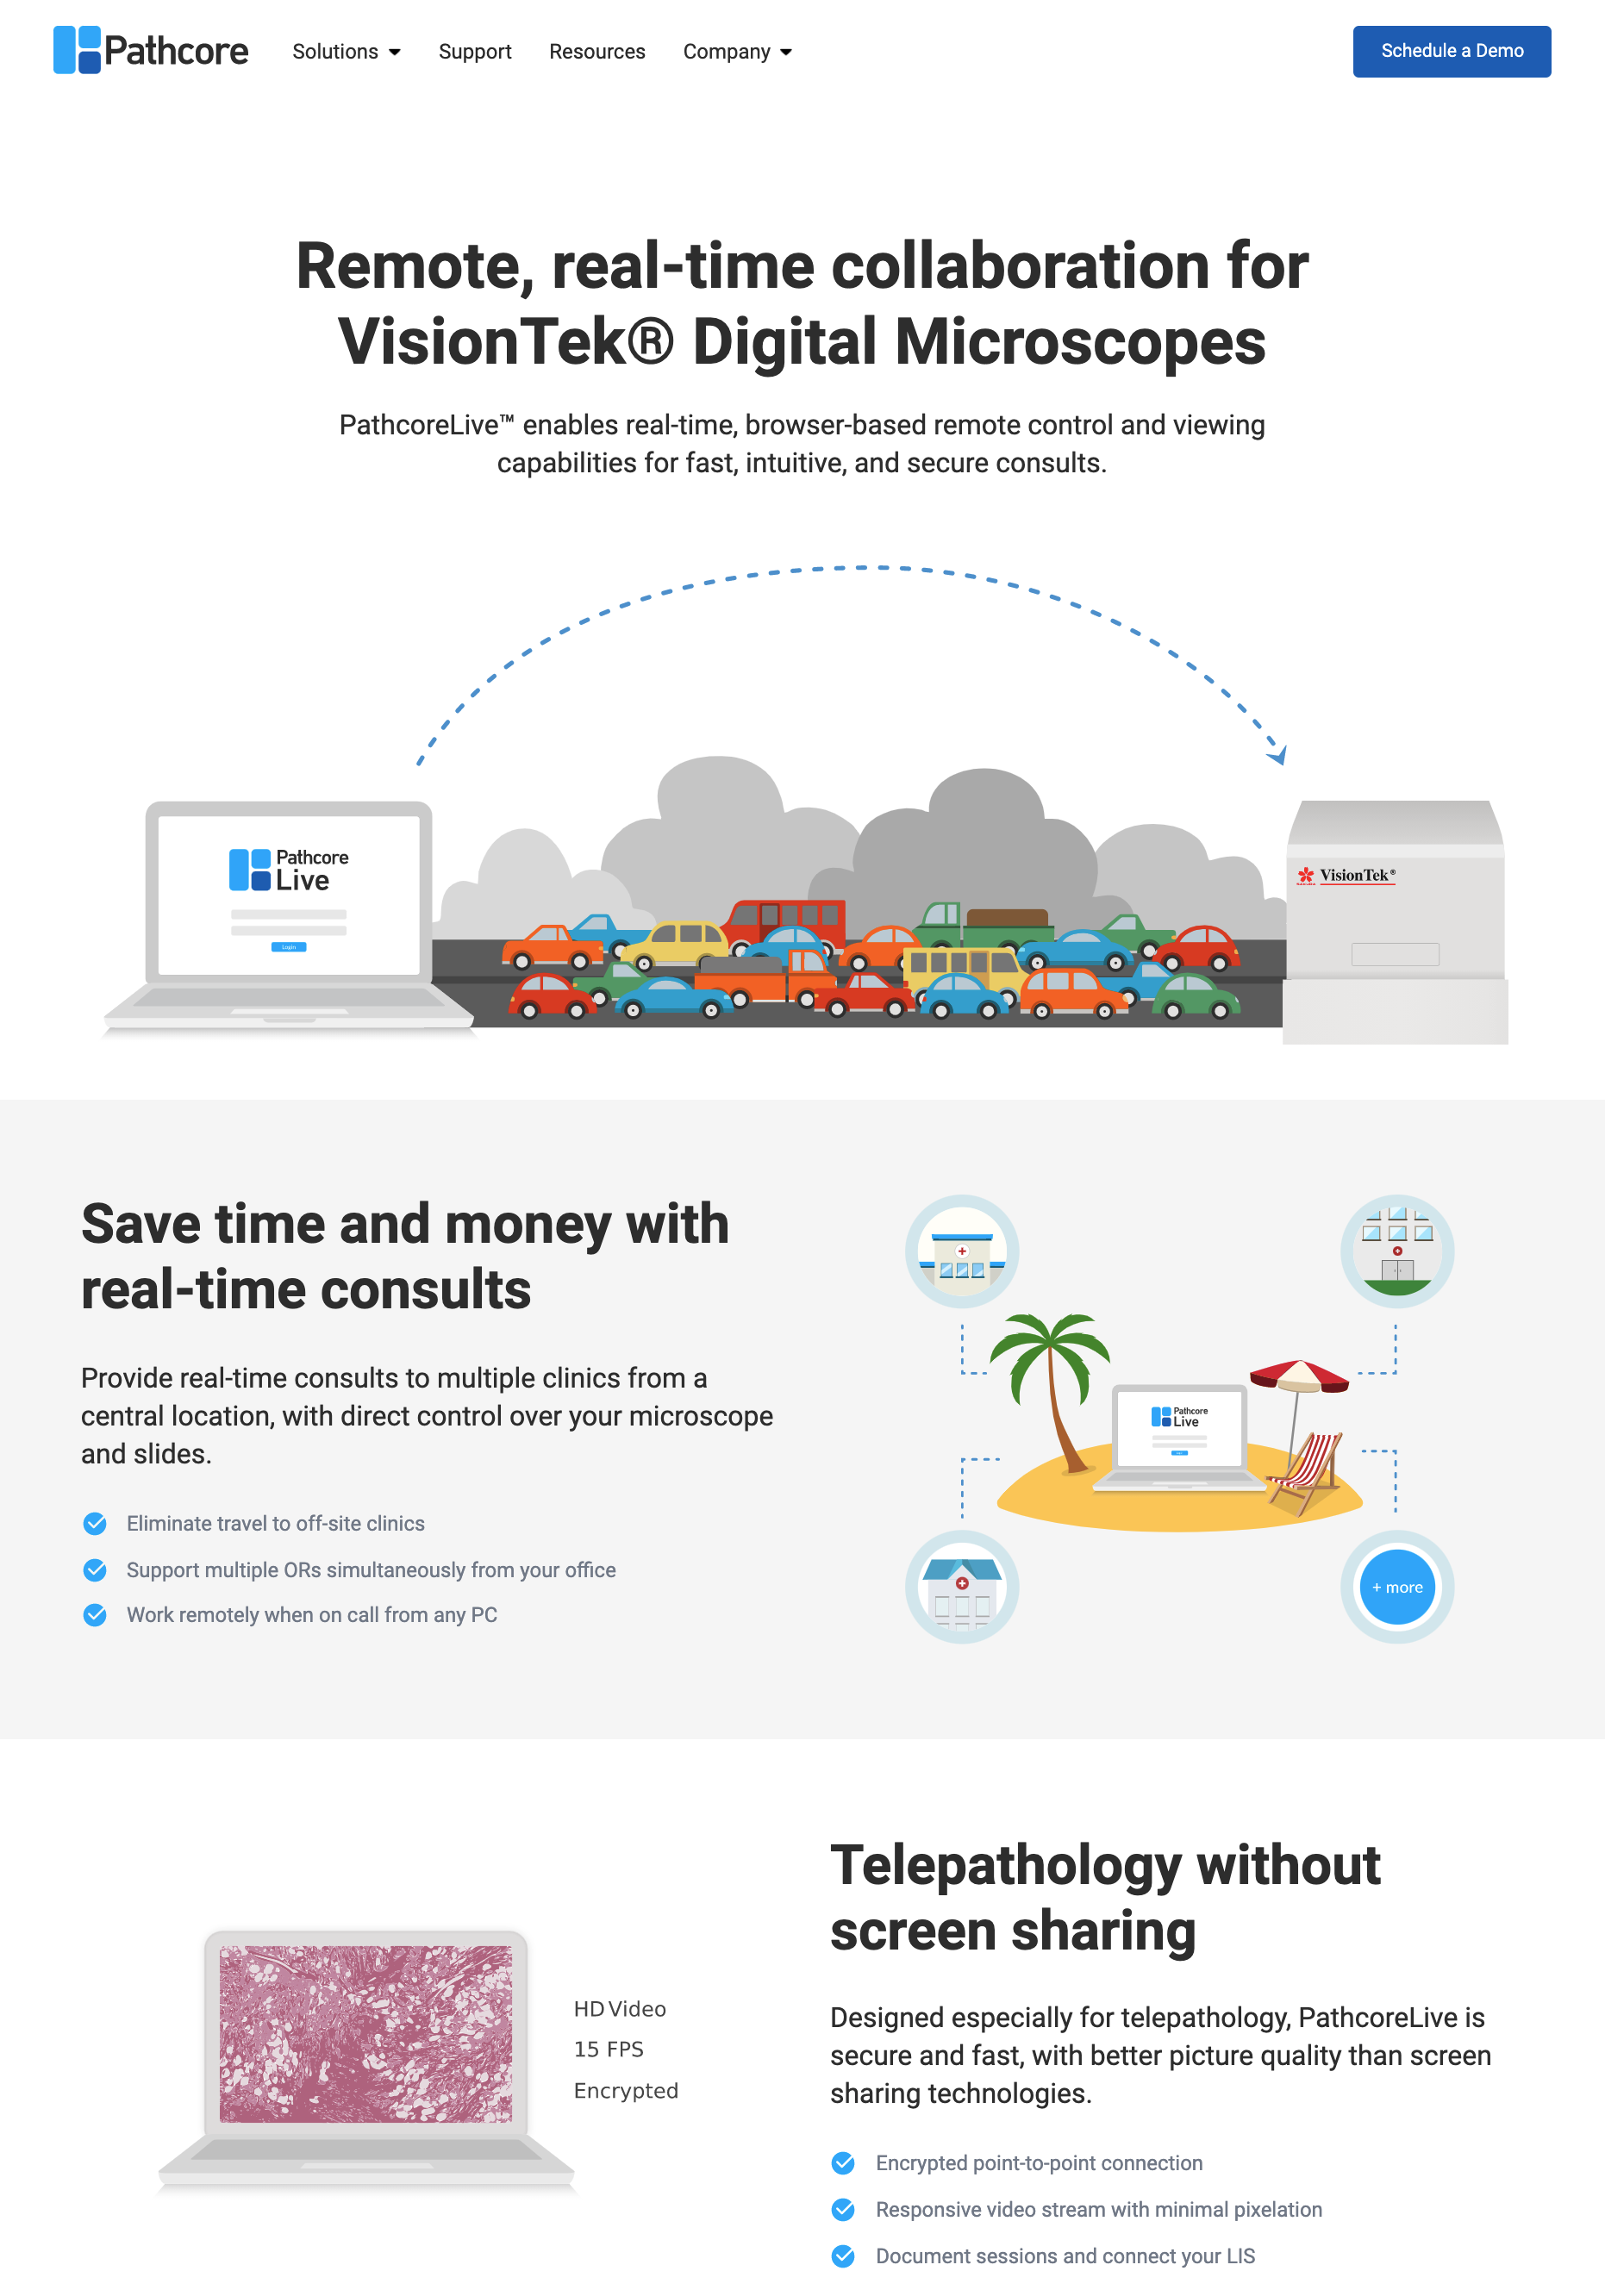 Pathcore
Solutions
Support
Resources
Company
Schedule a Demo
Remote, real-time collaboration for
VisionTek® Digital Microscopes
PathcoreLive™ enables real-time, browser-based remote control and viewing
capabilities for fast, intuitive, and secure consults.
Pathcore
Live
Login
VisionTek®
Save time and money with
real-time consults
Provide real-time consults to multiple clinics from a
central location, with direct control over your microscope
and slides.
Eliminate travel to off-site clinics
Support multiple ORs simultaneously from your office
Work remotely when on call from any PC
Pathcore
Live
+ more
HD Video
15 FPS
Encrypted
Telepathology without
screen sharing
Designed especially for telepathology, PathcoreLive is
secure and fast, with better picture quality than screen
sharing technologies.
Encrypted point-to-point connection
Responsive video stream with minimal pixelation
Document sessions and connect your LIS